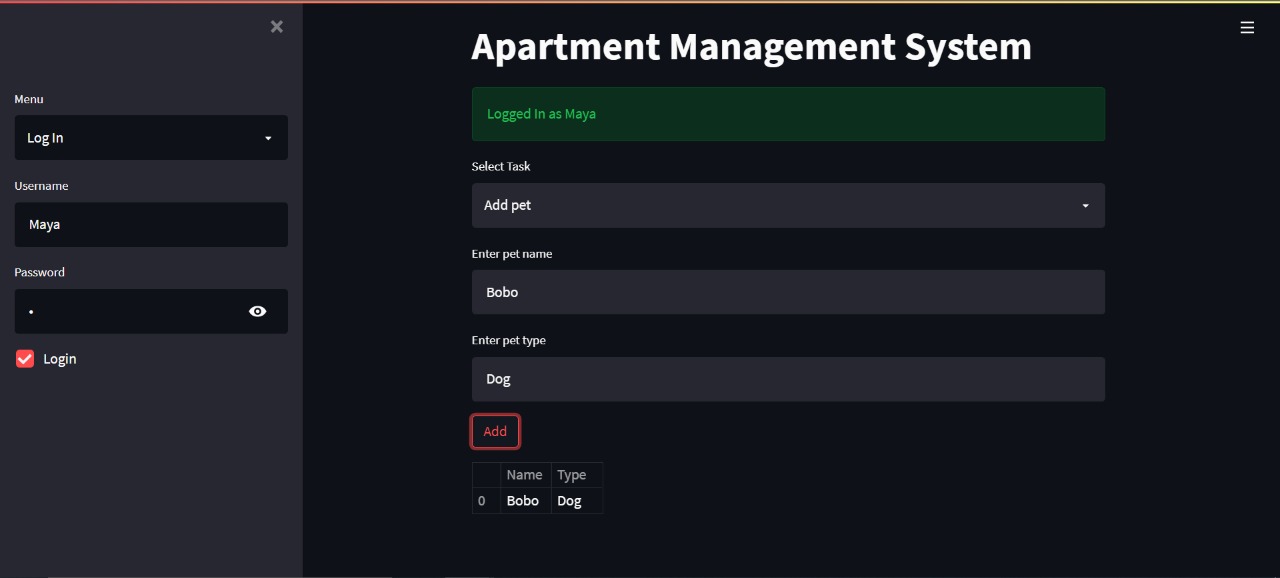 Menu
Log In
Username
Maya
Password
Login
Apartment Management System
Logged In as Maya
Select Task
Add pet
Enter pet name
Bobo
Enter pet type
Dog
Add
Name Type
0 Bobo Dog